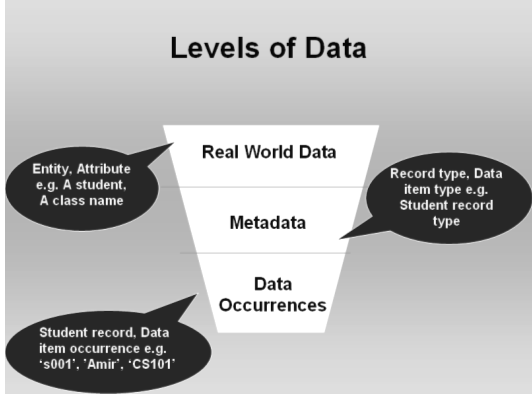 Levels of Data
Entity, Attribute
e.g. A student,
A class name
Real World Data
Record type, Data
item type e.g.
Student record
type
Metadata
Data
Occurrences
Student record, Data
item occurrence e.g.
‘s001’, ’Amir’, ‘CS101’